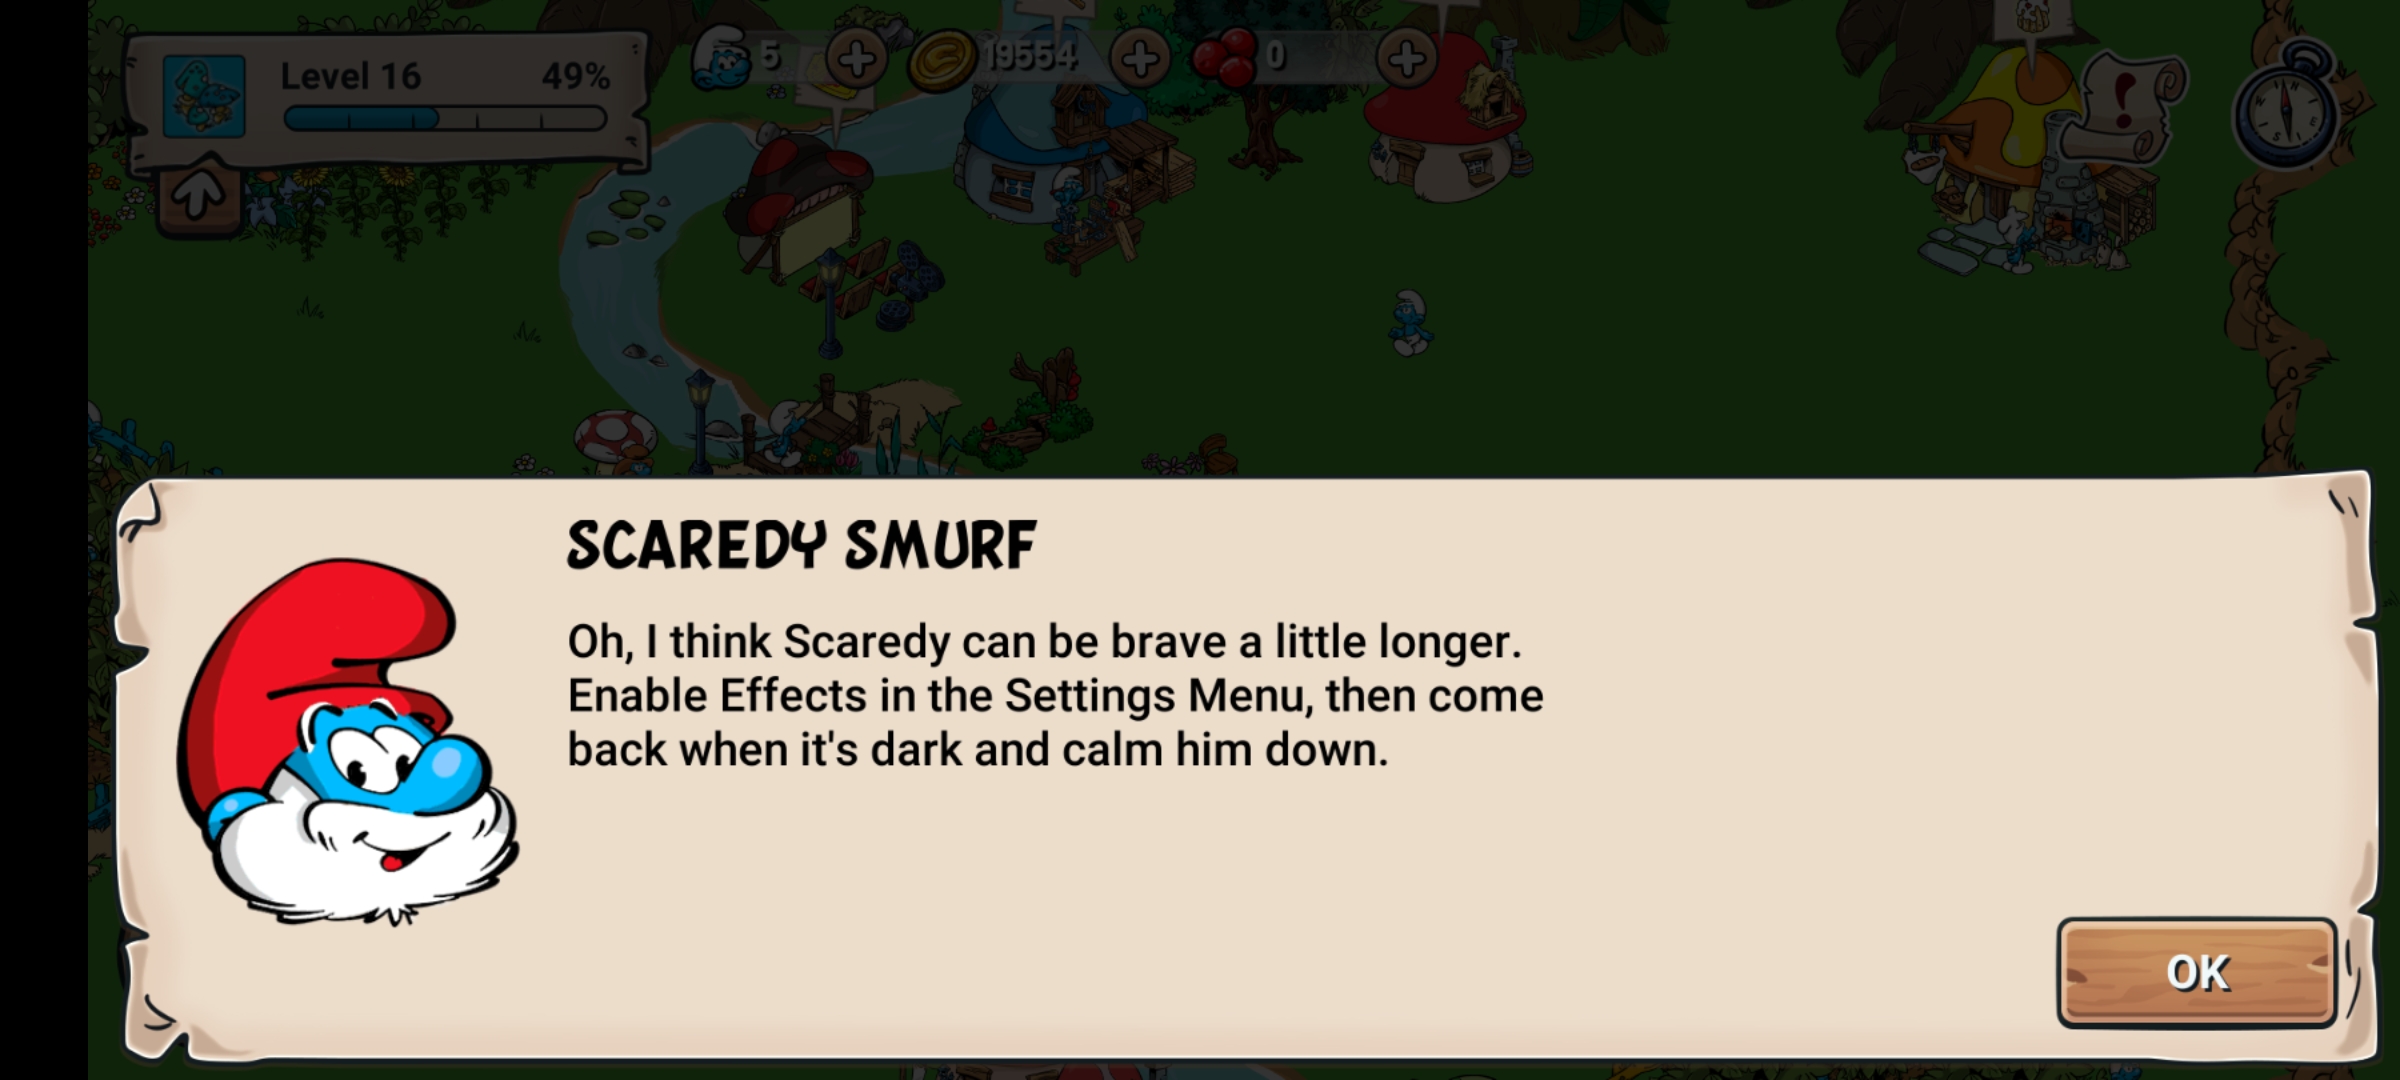 Level 16 49%
5 19554 0
SCAREDY SMURF
Oh, I think Scaredy can be brave a little longer.
Enable Effects in the Settings Menu, then come
back when it's dark and calm him down.
OK